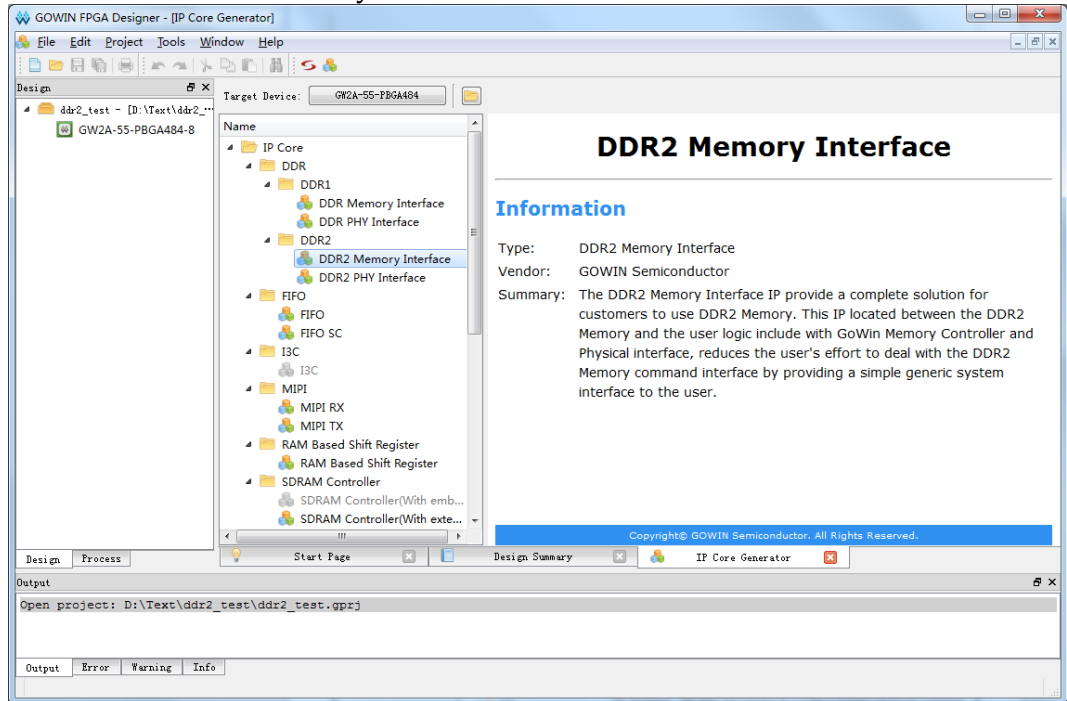 GOWIN FPGA Designer - [IP Core Generator]
File Edit Project Tools Window Help
Design
Target Device: GW2A-55-PBGA484
ddr2_test - [D:\Text\ddr2_...
GW2A-55-PBGA484-8
Name
IP Core
DDR
DDR1
DDR Memory Interface
DDR PHY Interface
DDR2
DDR2 Memory Interface
DDR2 PHY Interface
FIFO
FIFO
FIFO SC
I3C
I3C
MIPI
MIPI RX
MIPI TX
RAM Based Shift Register
RAM Based Shift Register
SDRAM Controller
SDRAM Controller(With emb...
SDRAM Controller(With exte...
DDR2 Memory Interface
Information
Type: DDR2 Memory Interface
Vendor: GOWIN Semiconductor
Summary: The DDR2 Memory Interface IP provide a complete solution for
customers to use DDR2 Memory. This IP located between the DDR2
Memory and the user logic include with GoWin Memory Controller and
Physical interface, reduces the user's effort to deal with the DDR2
Memory command interface by providing a simple generic system
interface to the user.
Copyright© GOWIN Semiconductor. All Rights Reserved.
Design Process
Start Page Design Summary IP Core Generator
Output
Open project: D:\Text\ddr2_test\ddr2_test.gprj
Output Error Warning Info